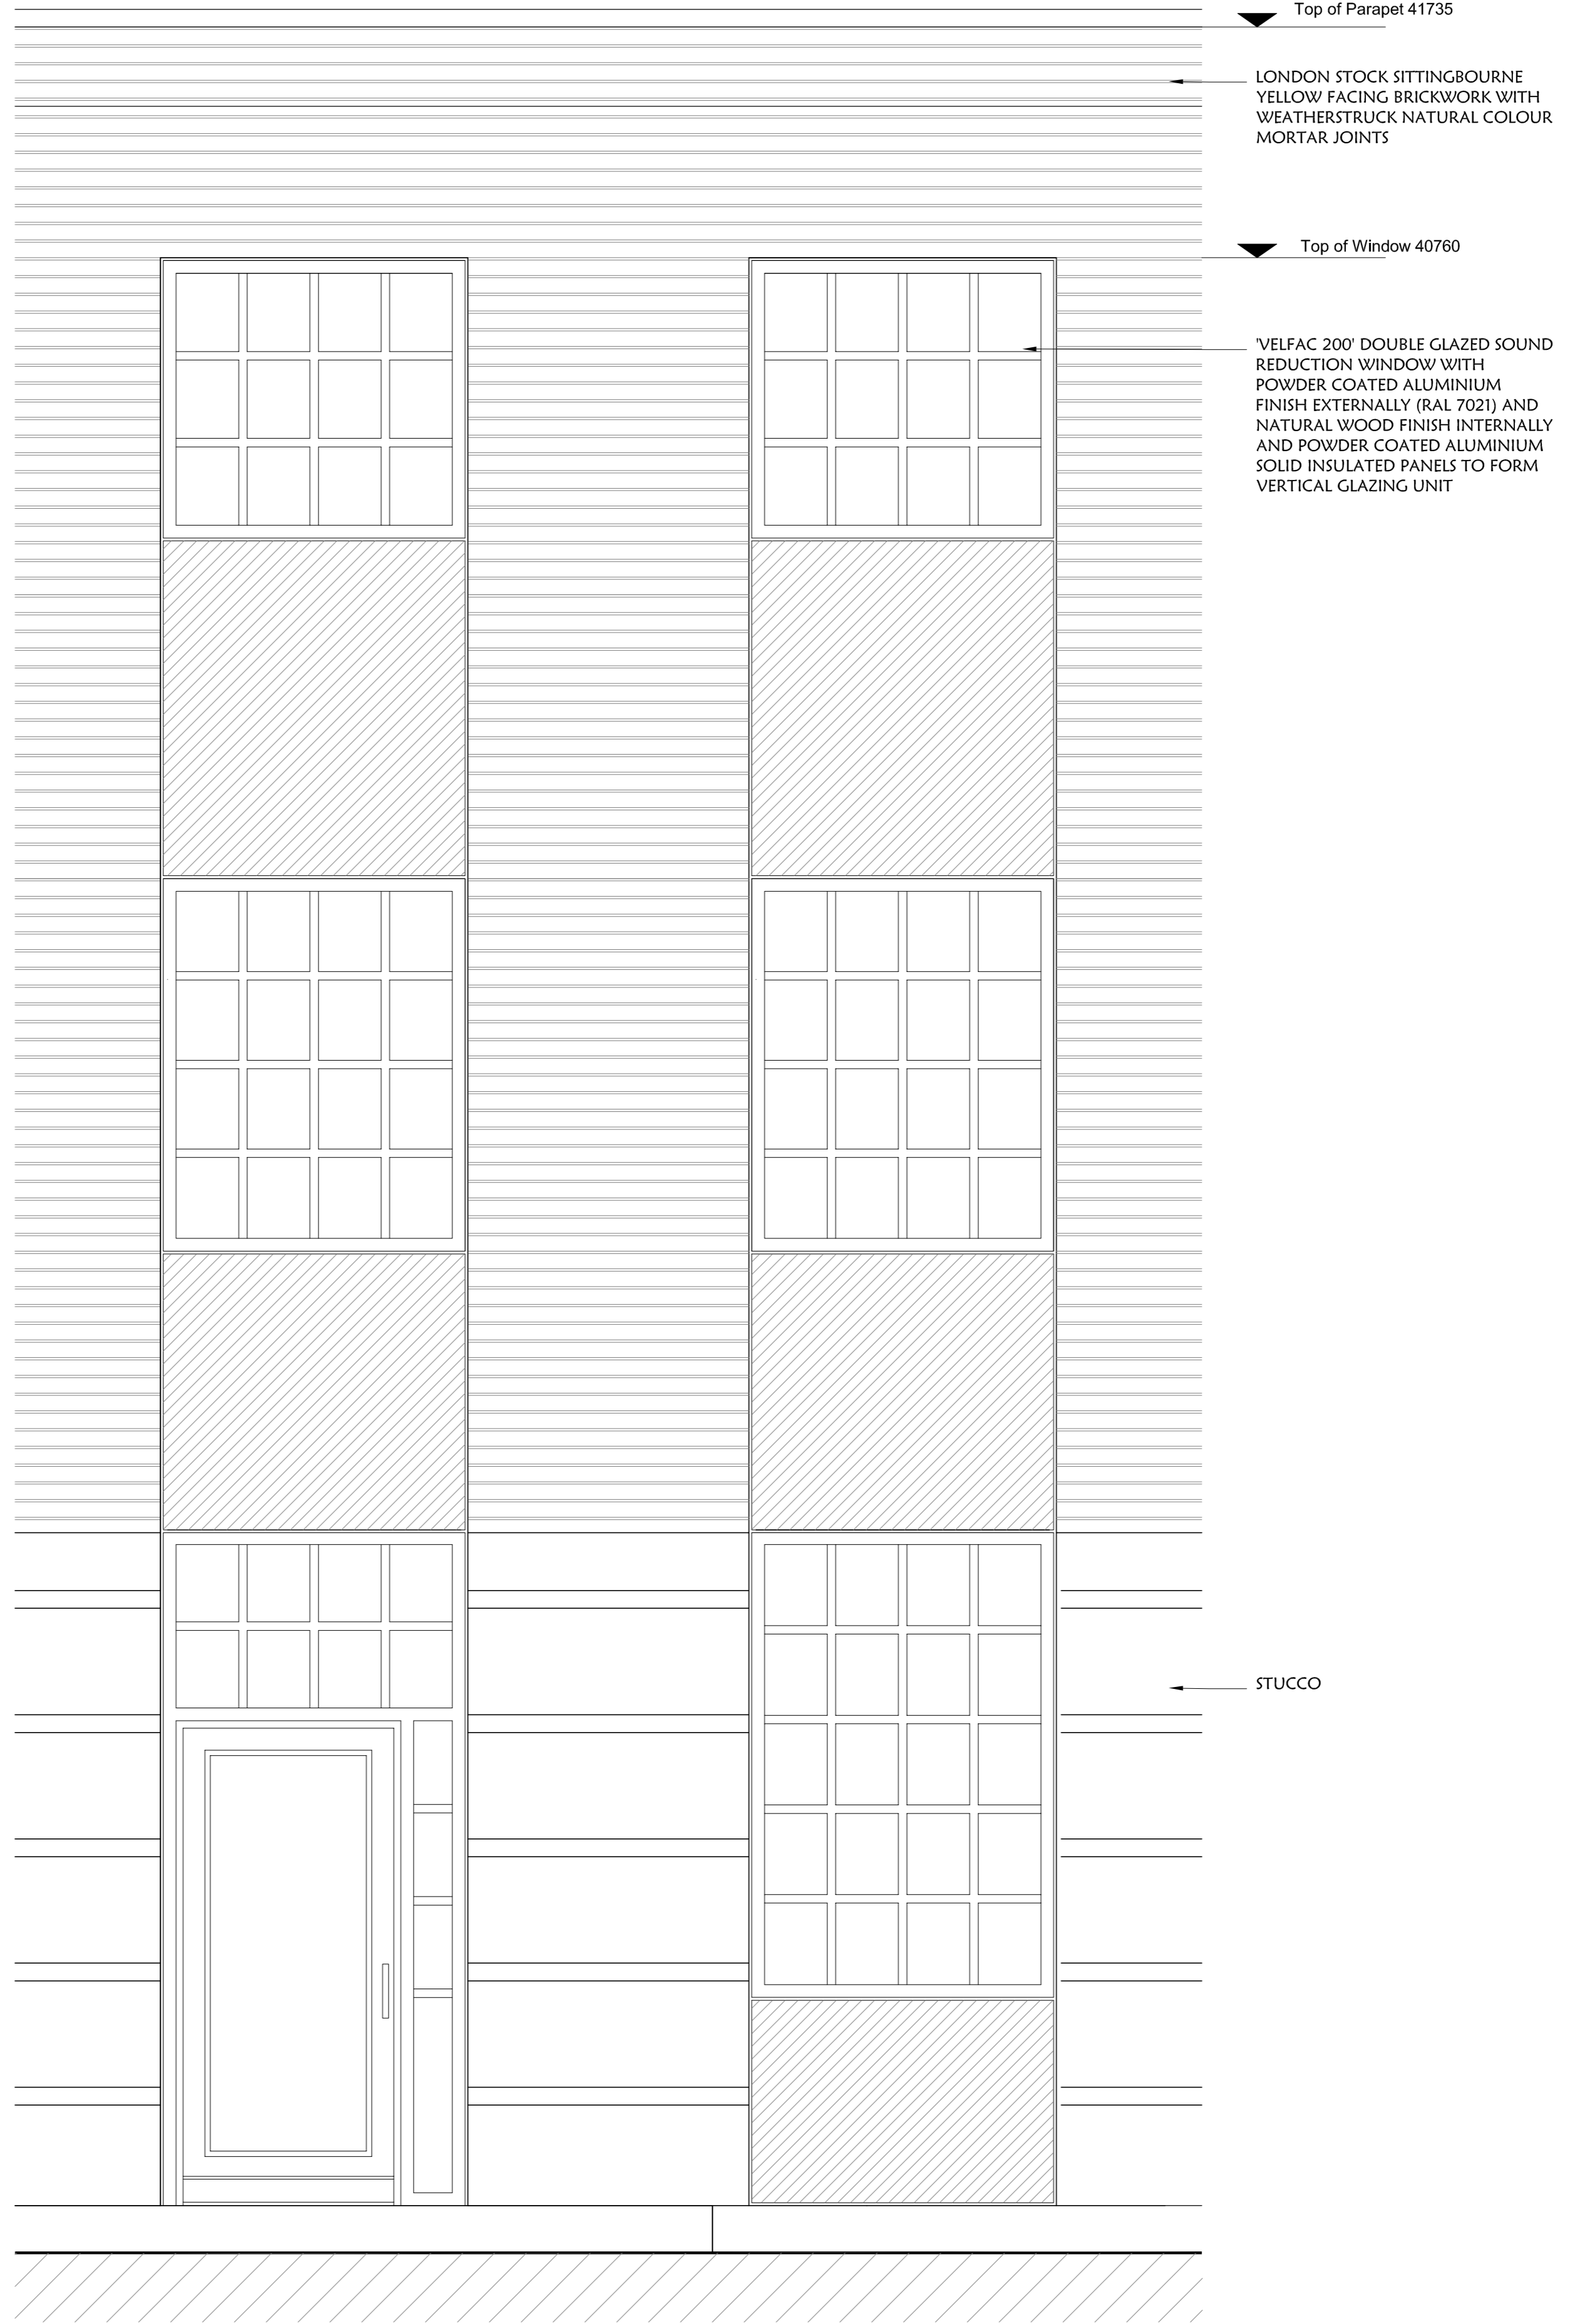 Top of Parapet 41735
LONDON STOCK SITTINGBOURNE
YELLOW FACING BRICKWORK WITH
WEATHERSTRUCK NATURAL COLOUR
MORTAR JOINTS
Top of Window 40760
'VELFAC 200' DOUBLE GLAZED SOUND
REDUCTION WINDOW WITH
POWDER COATED ALUMINIUM
FINISH EXTERNALLY (RAL 7021) AND
NATURAL WOOD FINISH INTERNALLY
AND POWDER COATED ALUMINIUM
SOLID INSULATED PANELS TO FORM
VERTICAL GLAZING UNIT
STUCCO